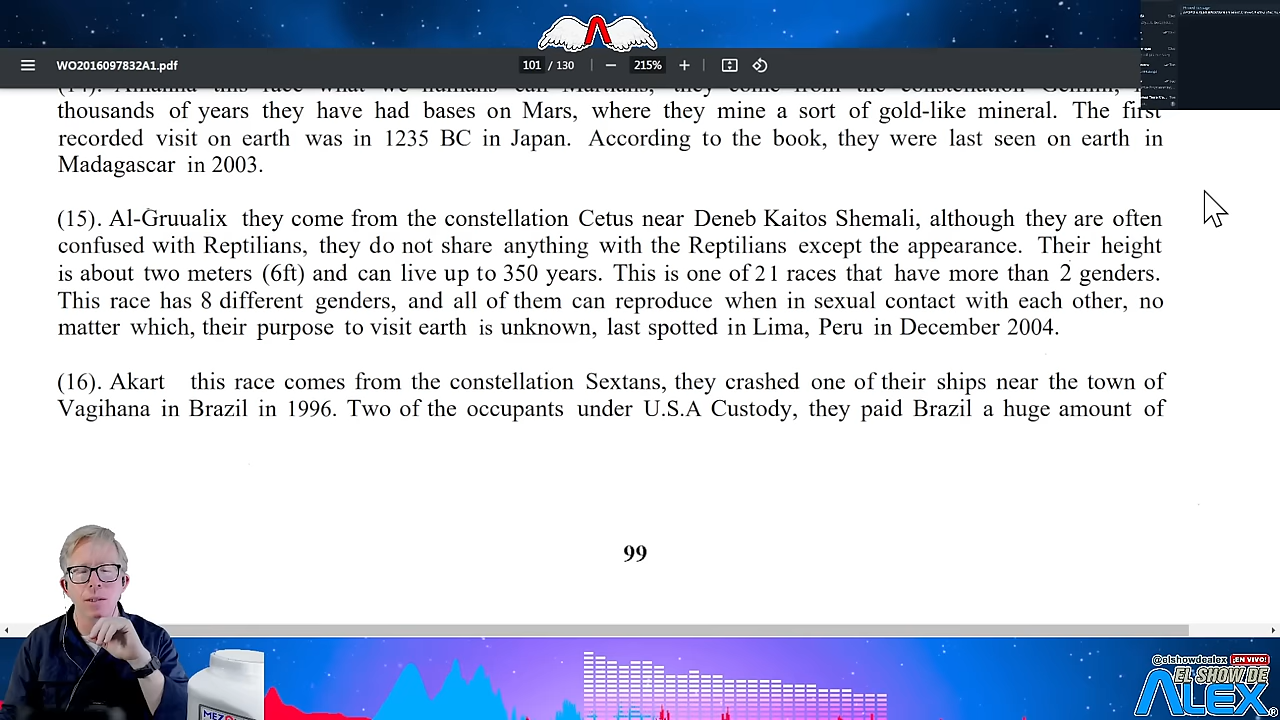 WO2016097832A1.pdf
101 / 130
215%
thousands of years they have had bases on Mars, where they mine a sort of gold-like mineral. The first
recorded visit on earth was in 1235 BC in Japan. According to the book, they were last seen on earth in
Madagascar in 2003.
(15). Al-Gruualix they come from the constellation Cetus near Deneb Kaitos Shemali, although they are often
confused with Reptilians, they do not share anything with the Reptilians except the appearance. Their height
is about two meters (6ft) and can live up to 350 years. This is one of 21 races that have more than 2 genders.
This race has 8 different genders, and all of them can reproduce when in sexual contact with each other, no
matter which, their purpose to visit earth is unknown, last spotted in Lima, Peru in December 2004.
(16). Akart this race comes from the constellation Sextans, they crashed one of their ships near the town of
Vagihana in Brazil in 1996. Two of the occupants under U.S.A Custody, they paid Brazil a huge amount of
99
@elshowdealex ¡EN VIVO!
EL SHOW DE
ALEX